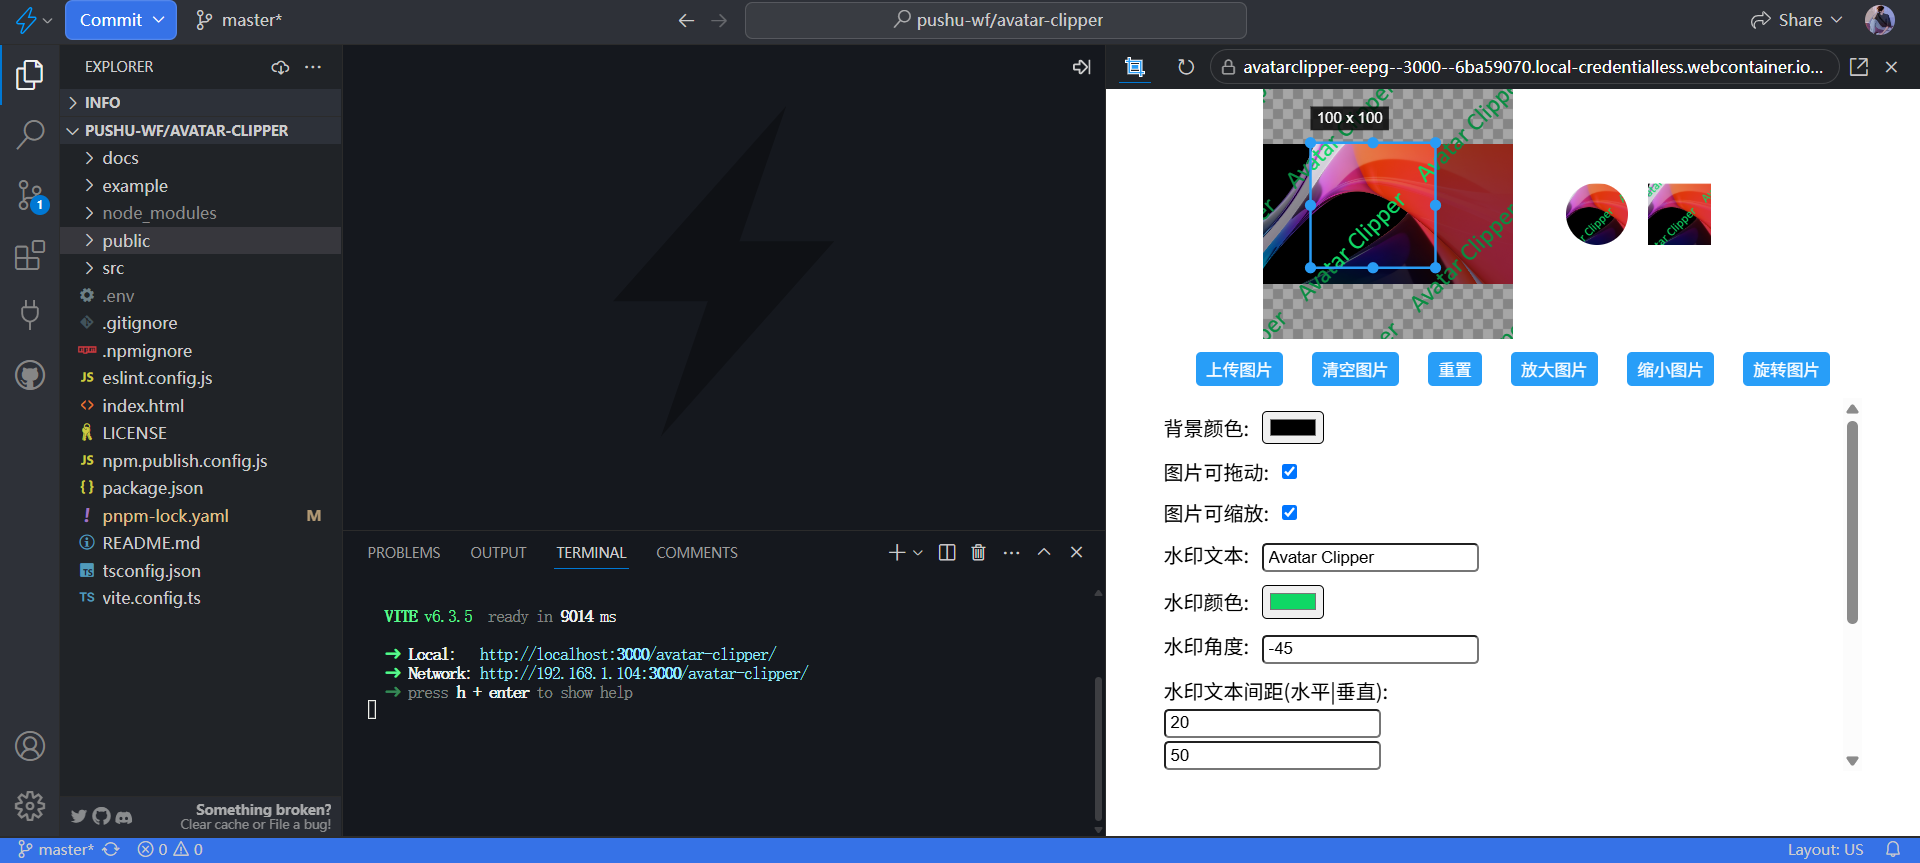 Commit
master*
pushu-wf/avatar-clipper
Share
EXPLORER
INFO
PUSHU-WF/AVATAR-CLIPPER
docs
example
node_modules
public
src
.env
.gitignore
.npmignore
eslint.config.js
index.html
LICENSE
npm.publish.config.js
package.json
pnpm-lock.yaml M
README.md
tsconfig.json
vite.config.ts
1
Something broken?
Clear cache or File a bug!
PROBLEMS OUTPUT TERMINAL COMMENTS
VITE v6.3.5 ready in 9014 ms
➜ Local: http://localhost:3000/avatar-clipper/
➜ Network: http://192.168.1.104:3000/avatar-clipper/
➜ press h + enter to show help
avatarclipper-eepg--3000--6ba59070.local-credentialless.webcontainer.io...
100 x 100
Avatar Clipper
Avatar Clipper
Avatar Clipper
Avatar Clipper
上传图片 清空图片 重置 放大图片 缩小图片 旋转图片
背景颜色:
图片可拖动:
图片可缩放:
水印文本: Avatar Clipper
水印颜色:
水印角度: -45
水印文本间距(水平|垂直):
20
50
master* 0 0
Layout: US